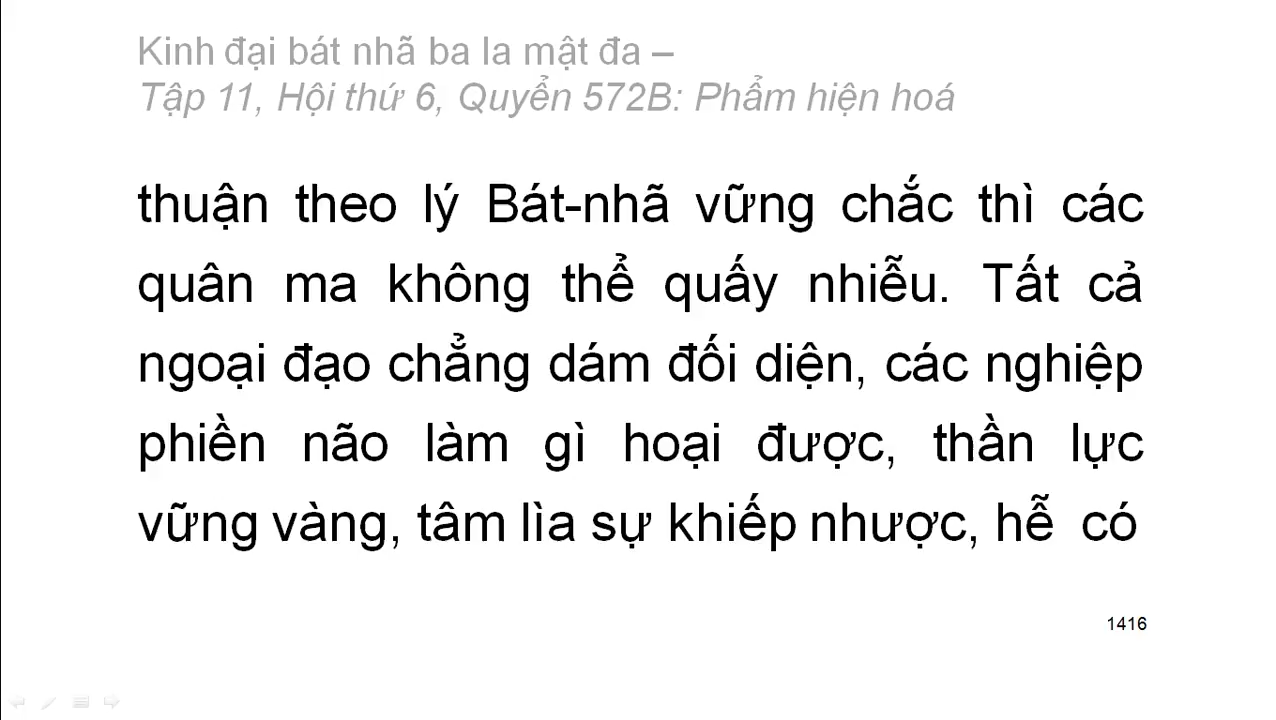 Kinh đại bát nhã ba la mật đa –
Tập 11, Hội thứ 6, Quyển 572B: Phẩm hiện hoá
thuận theo lý Bát-nhã vững chắc thì các
quân ma không thể quấy nhiễu. Tất cả
ngoại đạo chẳng dám đối diện, các nghiệp
phiền não làm gì hoại được, thần lực
vững vàng, tâm lìa sự khiếp nhược, hễ có
1416